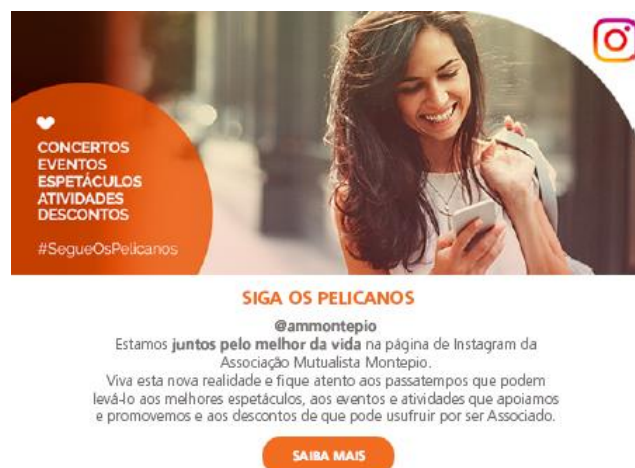 CONCERTOS
EVENTOS
ESPETÁCULOS
ATIVIDADES
DESCONTOS
#SegueOsPelicanos
SIGA OS PELICANOS
@ammontepio
Estamos juntos pelo melhor da vida na página de Instagram da
Associação Mutualista Montepio.
Viva esta nova realidade e fique atento aos passatempos que podem
levá-lo aos melhores espetáculos, aos eventos e atividades que apoiamos
e promovemos e aos descontos de que pode usufruir por ser Associado.
SAIBA MAIS